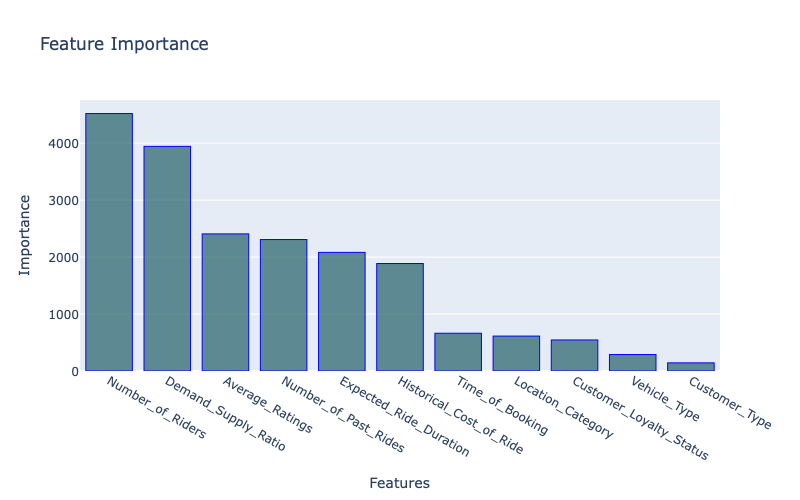 Feature Importance
Importance
4000
3000
2000
1000
0
Number_of_Riders
Demand_Supply_Ratio
Average_Ratings
Number_of_Past_Rides
Expected_Ride_Duration
Historical_Cost_of_Ride
Time_of_Booking
Location_Category
Customer_Loyalty_Status
Vehicle_Type
Customer_Type
Features